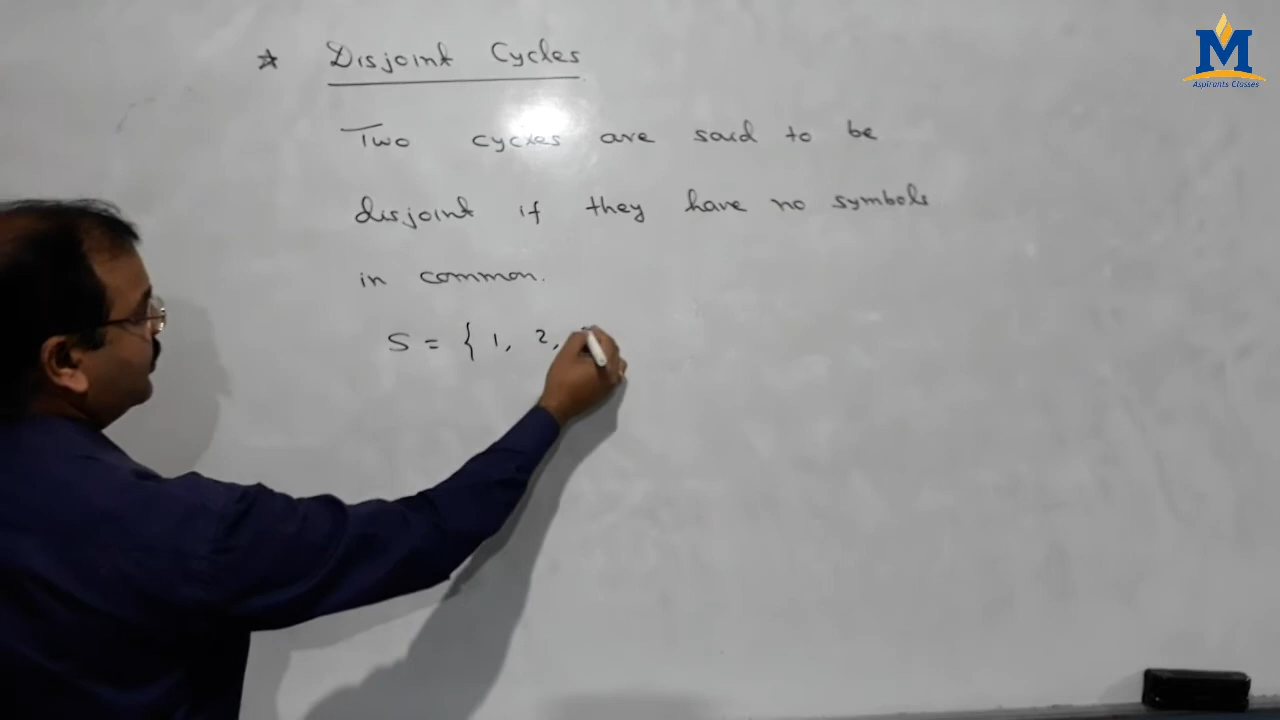 ☆ Disjoint Cycles
Two cycles are said to be
disjoint if they have no symbols
in common.
S = { 1, 2,
M
Aspirants Classes